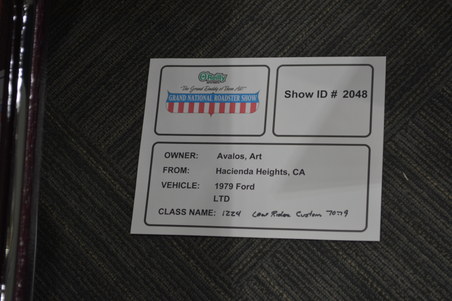 O'Reilly
"The Grand Daddy of Them All"
GRAND NATIONAL ROADSTER SHOW
Show ID # 2048
OWNER: Avalos, Art
FROM: Hacienda Heights, CA
VEHICLE: 1979 Ford
LTD
CLASS NAME: 1224 Low Rider Custom 70-79